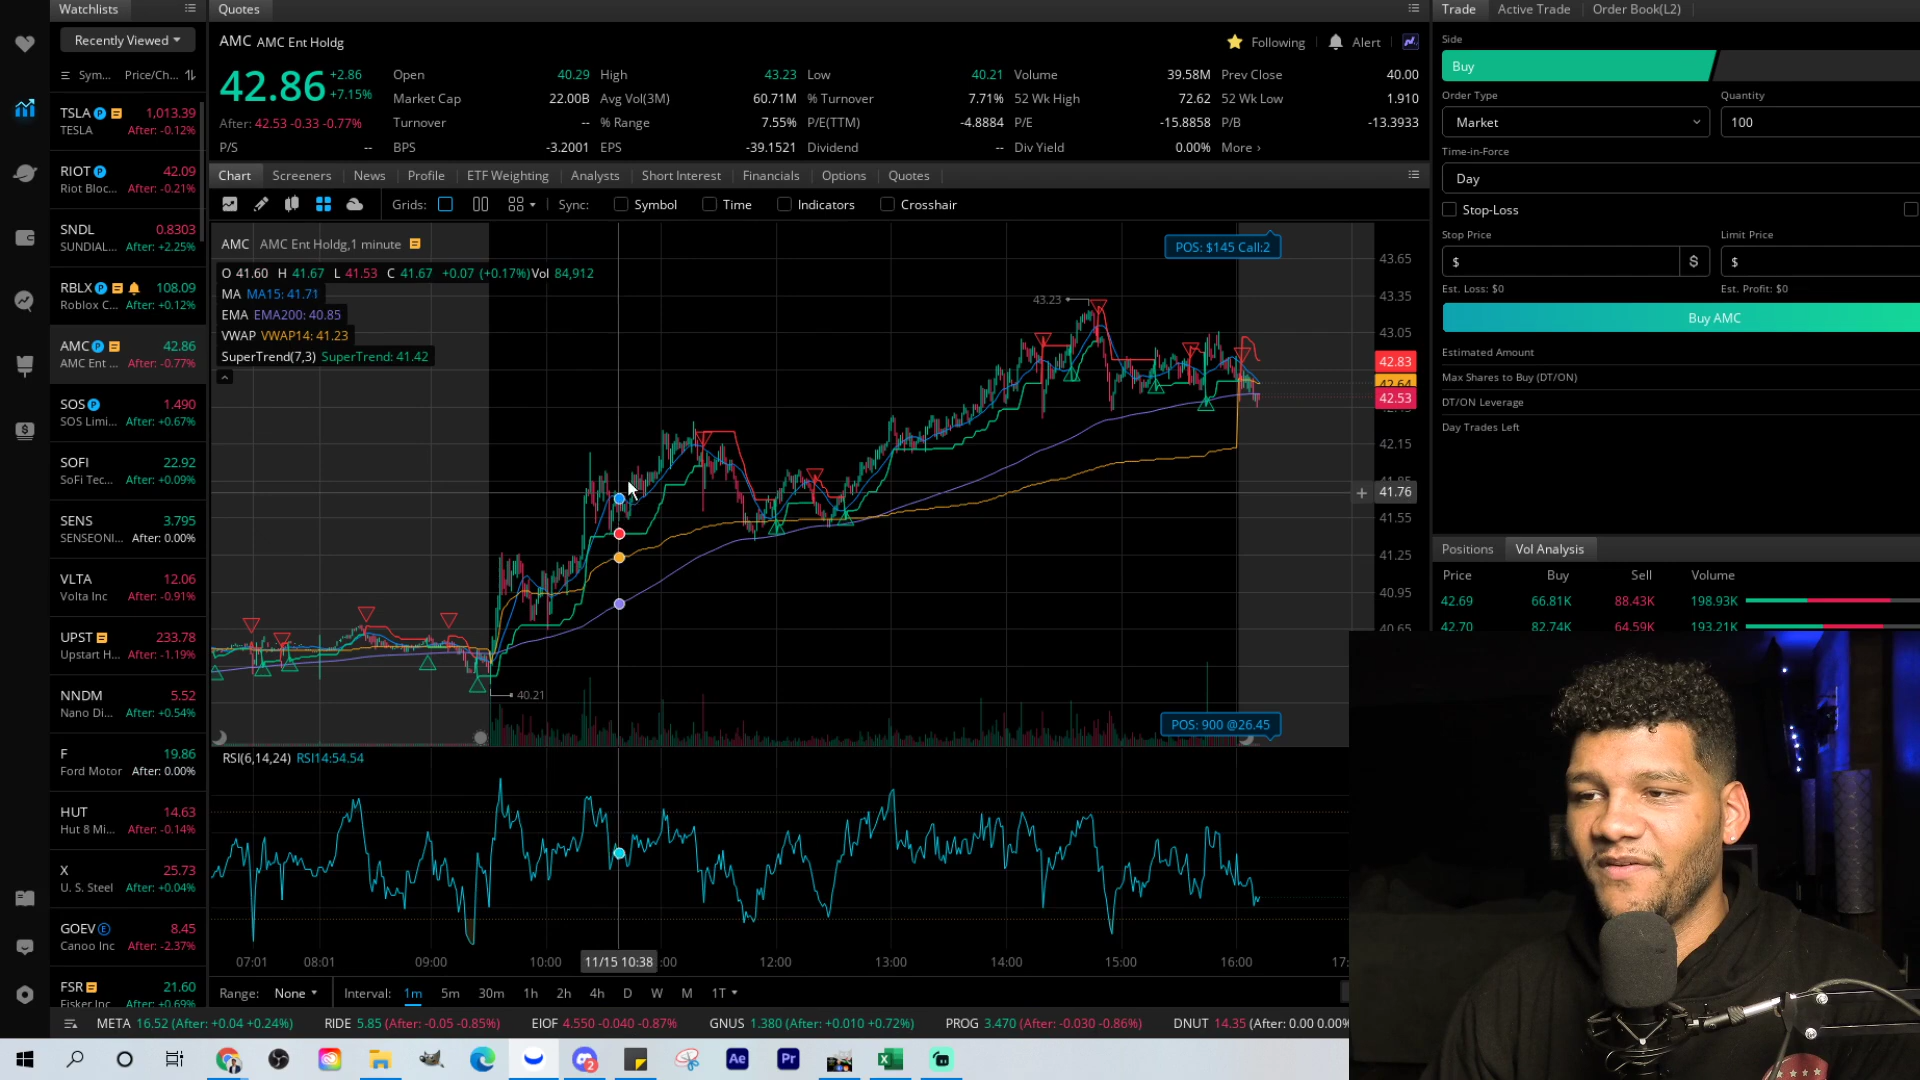 Watchlists
Recently Viewed
Sym... Price/Ch...
TSLA 1,013.39
TESLA After: -0.12%
RIOT 42.09
Riot Bloc... After: -0.21%
SNDL 0.8303
SUNDIAL... After: +2.25%
RBLX 108.09
Roblox C... After: +0.12%
AMC 42.86
AMC Ent ... After: -0.77%
SOS 1.490
SOS Limi... After: +0.67%
SOFI 22.92
SoFi Tec... After: +0.09%
SENS 3.795
SENSEONI... After: 0.00%
VLTA 12.06
Volta Inc After: -0.91%
UPST 233.78
Upstart H... After: -1.19%
NNDM 5.52
Nano Di... After: +0.54%
F 19.86
Ford Motor After: 0.00%
HUT 14.63
Hut 8 Mi... After: -0.14%
X 25.73
U. S. Steel After: +0.04%
GOEV 8.45
Canoo Inc After: -2.37%
FSR 21.60
Fisker Inc After: +0.69%
Quotes
AMC AMC Ent Holdg
Following Alert
42.86 +2.86 +7.15%
After: 42.53 -0.33 -0.77%
Open 40.29 High 43.23 Low 40.21 Volume 39.58M Prev Close 40.00
Market Cap 22.00B Avg Vol(3M) 60.71M % Turnover 7.71% 52 Wk High 72.62 52 Wk Low 1.910
Turnover -- % Range 7.55% P/E(TTM) -4.8884 P/E -15.8858 P/B -13.3933
P/S -- BPS -3.2001 EPS -39.1521 Dividend -- Div Yield 0.00% More ›
Chart Screeners News Profile ETF Weighting Analysts Short Interest Financials Options Quotes
Grids: Sync: Symbol Time Indicators Crosshair
AMC AMC Ent Holdg,1 minute
O 41.60 H 41.67 L 41.53 C 41.67 +0.07 (+0.17%)Vol 84,912
MA MA15: 41.71
EMA EMA200: 40.85
VWAP VWAP14: 41.23
SuperTrend(7,3) SuperTrend: 41.42
POS: $145 Call:2
43.23
40.21
POS: 900 @26.45
43.65
43.35
43.05
42.83
42.64
42.53
42.15
41.76
41.55
41.25
40.95
40.65
RSI(6,14,24) RSI14:54.54
07:01 08:01 09:00 10:00 11/15 10:38 :00 12:00 13:00 14:00 15:00 16:00 17:
Range: None Interval: 1m 5m 30m 1h 2h 4h D W M 1T
META 16.52 (After: +0.04 +0.24%) RIDE 5.85 (After: -0.05 -0.85%) EIOF 4.550 -0.040 -0.87% GNUS 1.380 (After: +0.010 +0.72%) PROG 3.470 (After: -0.030 -0.86%) DNUT 14.35 (After: 0.00 0.00%
Trade Active Trade Order Book(L2)
Side
Buy
Order Type Quantity
Market 100
Time-in-Force
Day
Stop-Loss
Stop Price Limit Price
$ $ $
Est. Loss: $0 Est. Profit: $0
Buy AMC
Estimated Amount
Max Shares to Buy (DT/ON)
DT/ON Leverage
Day Trades Left
Positions Vol Analysis
Price Buy Sell Volume
42.69 66.81K 88.43K 198.93K
42.70 82.74K 64.59K 193.21K
2
Ae
Pr